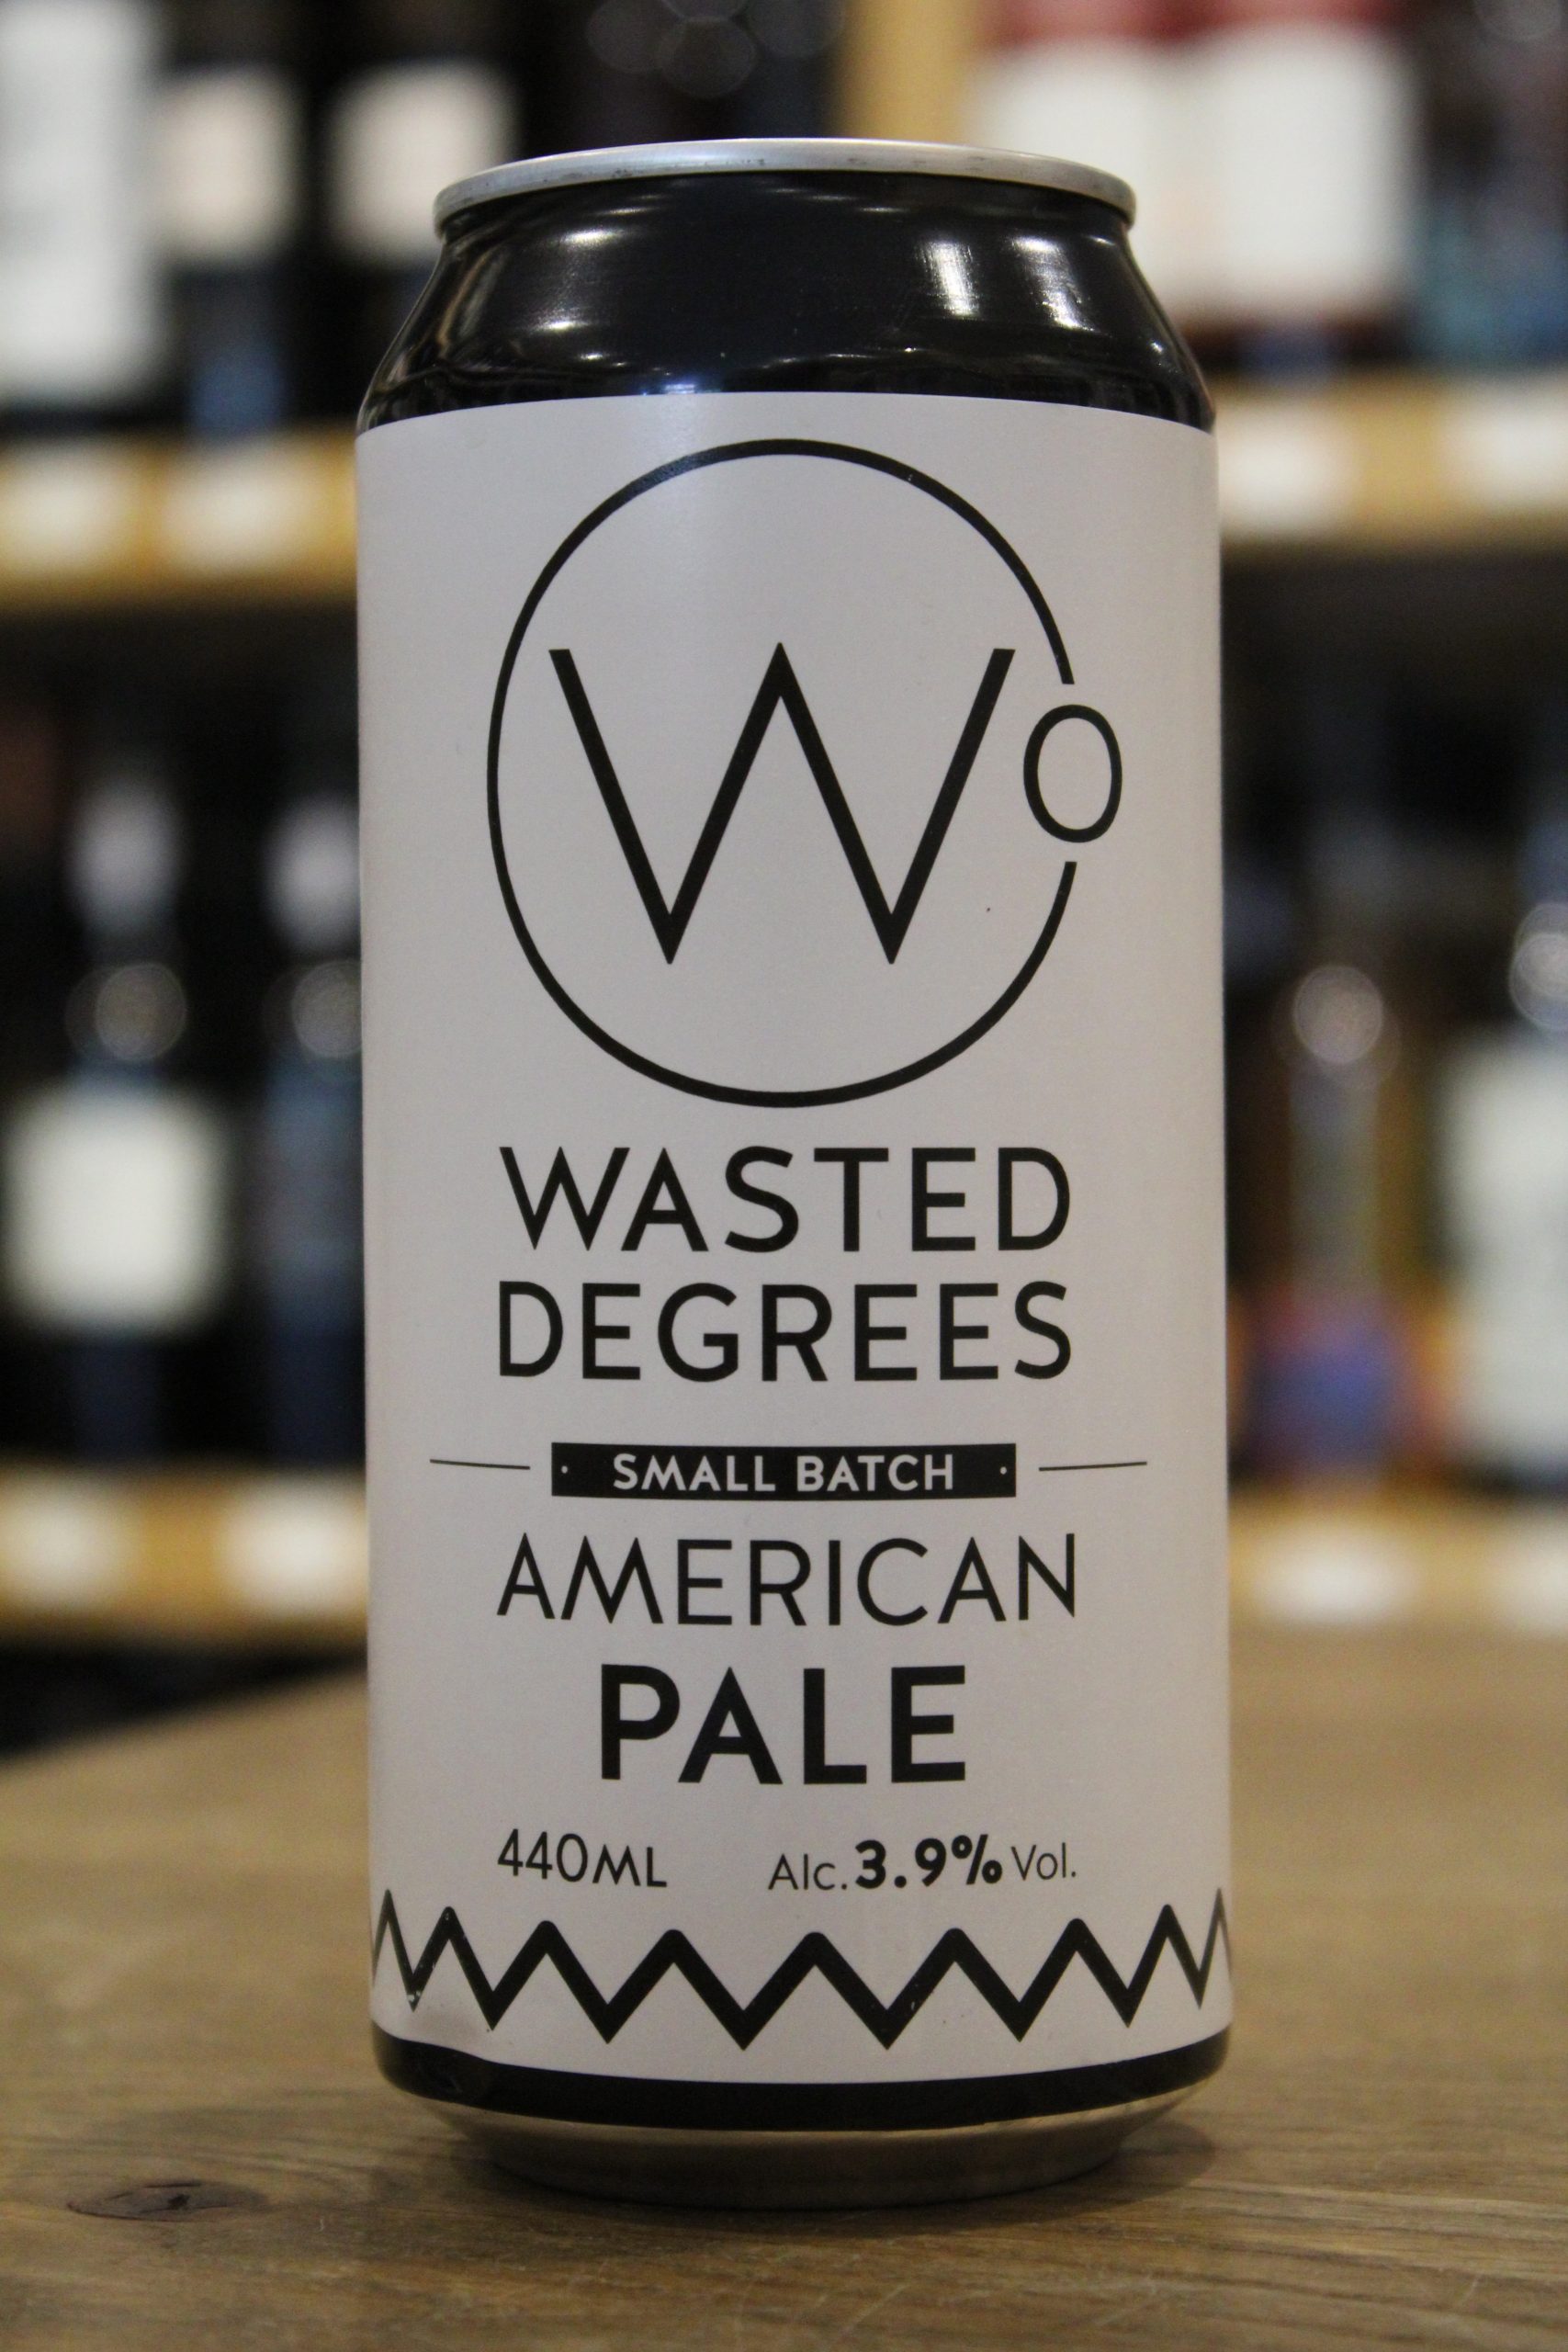 W°
WASTED
DEGREES
· SMALL BATCH ·
AMERICAN
PALE
440ML Alc. 3.9% Vol.